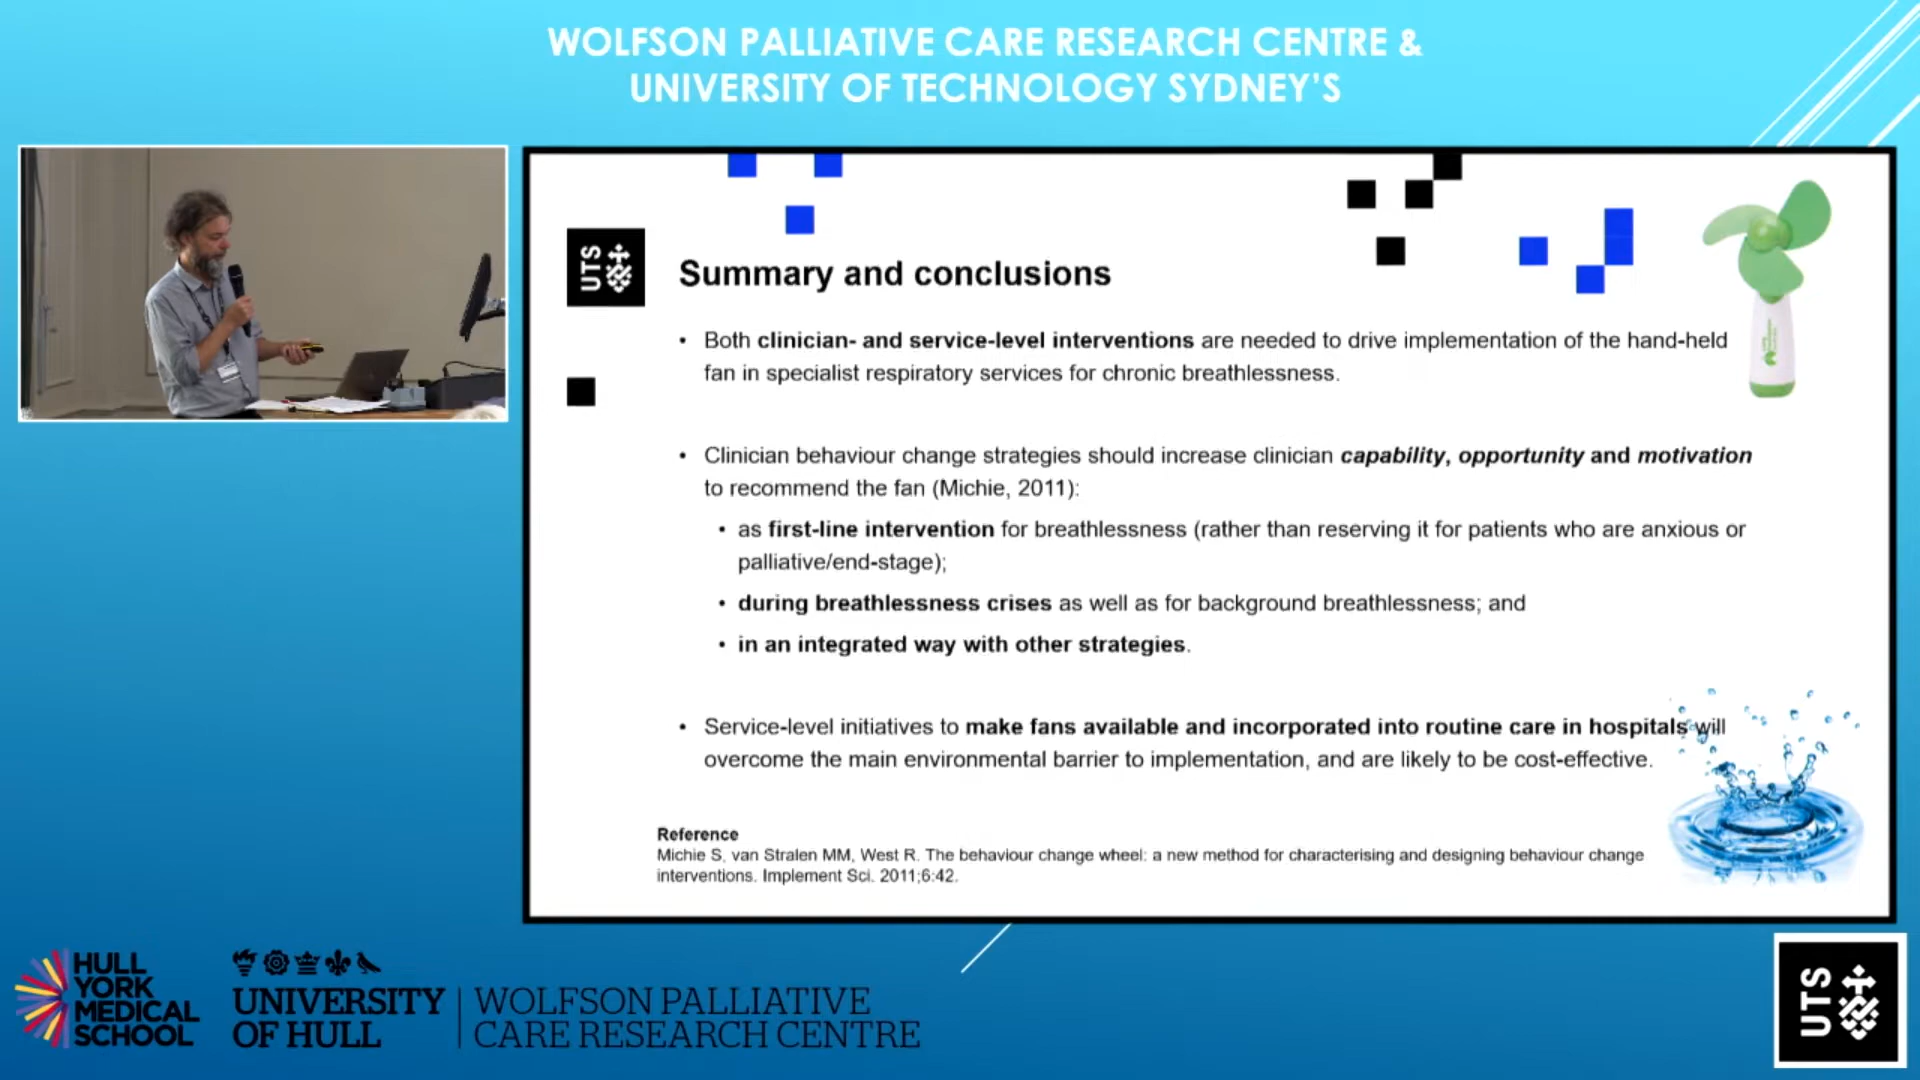 WOLFSON PALLIATIVE CARE RESEARCH CENTRE &
UNIVERSITY OF TECHNOLOGY SYDNEY'S
UTS
Summary and conclusions
• Both clinician- and service-level interventions are needed to drive implementation of the hand-held
fan in specialist respiratory services for chronic breathlessness.
• Clinician behaviour change strategies should increase clinician capability, opportunity and motivation
to recommend the fan (Michie, 2011):
• as first-line intervention for breathlessness (rather than reserving it for patients who are anxious or
palliative/end-stage);
• during breathlessness crises as well as for background breathlessness; and
• in an integrated way with other strategies.
• Service-level initiatives to make fans available and incorporated into routine care in hospitals will
overcome the main environmental barrier to implementation, and are likely to be cost-effective.
Reference
Michie S, van Stralen MM, West R. The behaviour change wheel: a new method for characterising and designing behaviour change
interventions. Implement Sci. 2011;6:42.
HULL
YORK
MEDICAL
SCHOOL
UNIVERSITY
OF HULL
WOLFSON PALLIATIVE
CARE RESEARCH CENTRE
UTS